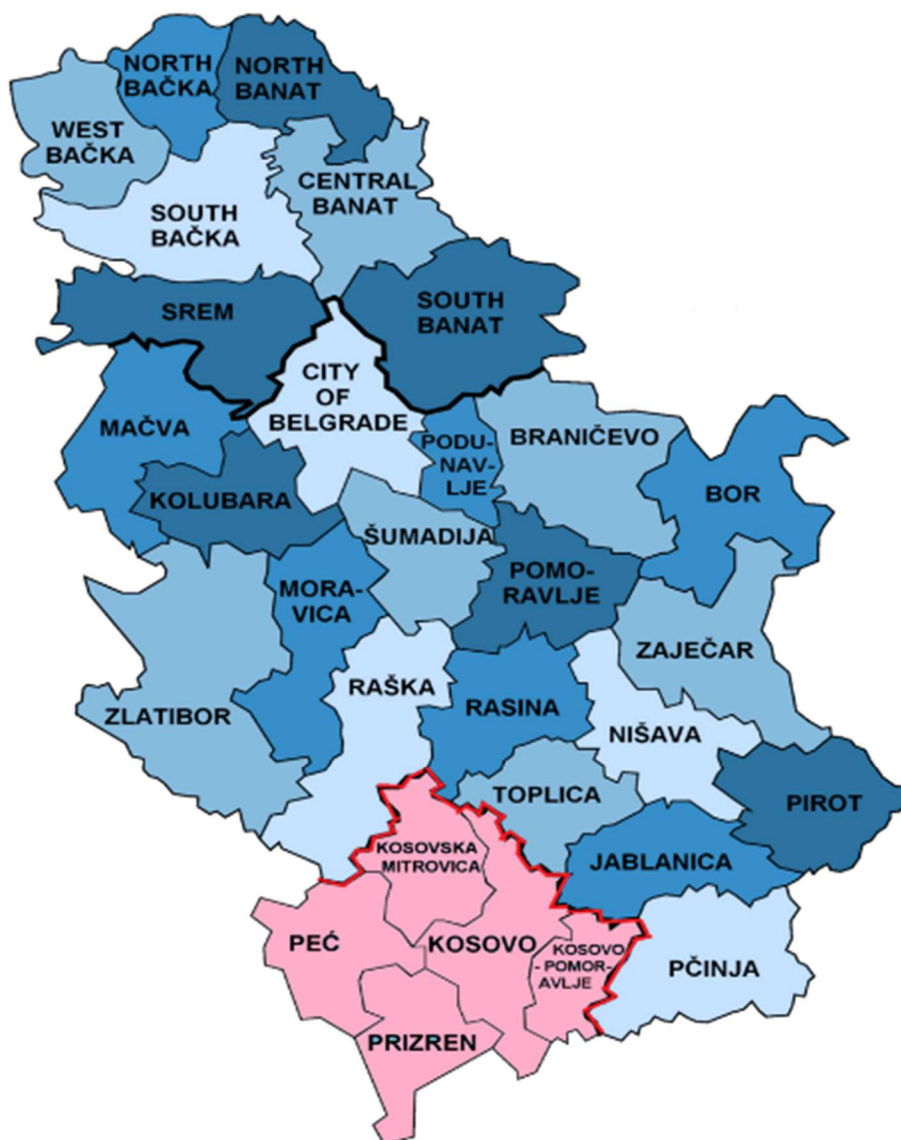 NORTH
BAČKA
NORTH
BANAT
WEST
BAČKA
CENTRAL
BANAT
SOUTH
BAČKA
SREM
SOUTH
BANAT
CITY
OF
BELGRADE
MAČVA
PODU-
NAV-
LJE
BRANIČEVO
KOLUBARA
BOR
ŠUMADIJA
MORA-
VICA
POMO-
RAVLJE
ZAJEČAR
RAŠKA
RASINA
ZLATIBOR
NIŠAVA
TOPLICA
PIROT
KOSOVSKA
MITROVICA
JABLANICA
PEĆ
KOSOVO
KOSOVO
-POMOR-
AVLJE
PČINJA
PRIZREN